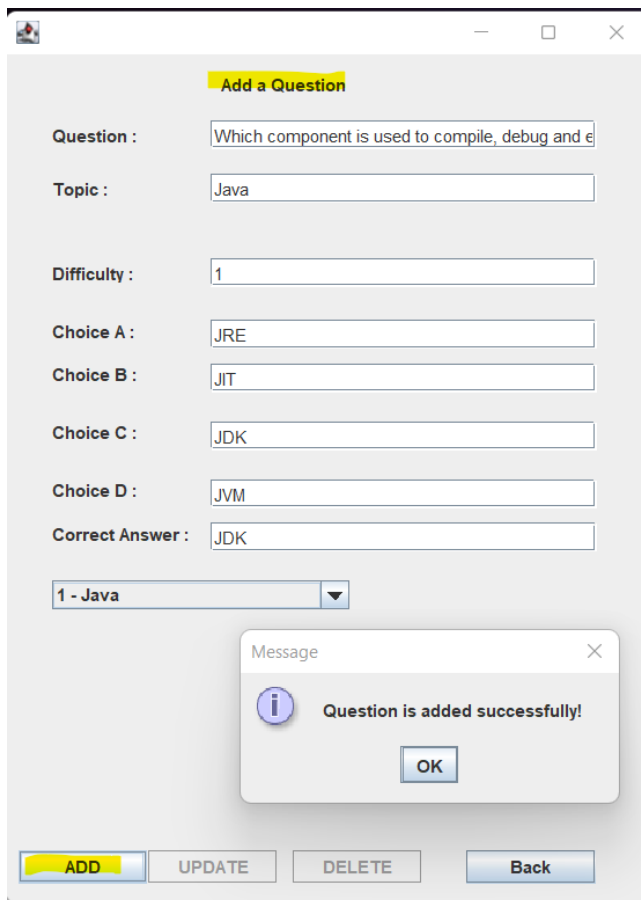 Add a Question
Question : Which component is used to compile, debug and e
Topic : Java
Difficulty : 1
Choice A : JRE
Choice B : JIT
Choice C : JDK
Choice D : JVM
Correct Answer : JDK
1 - Java
Message
i
Question is added successfully!
OK
ADD UPDATE DELETE Back